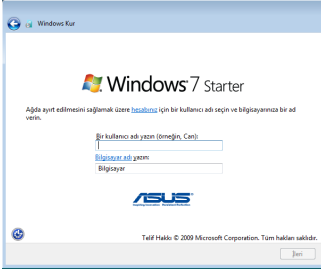 Windows Kur
Windows 7 Starter
Ağda ayırt edilmesini sağlamak üzere hesabınız için bir kullanıcı adı seçin ve bilgisayarınıza bir ad
verin.
Bir kullanıcı adı yazın (örneğin, Can):
Bilgisayar adı yazın:
Bilgisayar
ASUS
Telif Hakkı © 2009 Microsoft Corporation. Tüm hakları saklıdır.
İleri